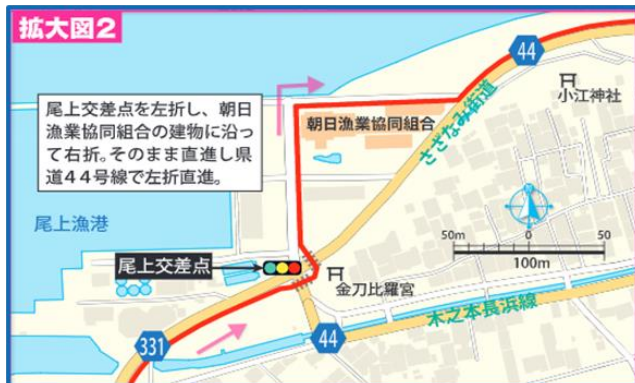 拡大図2
44
小江神社
尾上交差点を左折し、朝日
漁業協同組合の建物に沿っ
て右折。そのまま直進し県
道44号線で左折直進。
朝日漁業協同組合
さざなみ街道
尾上漁港
50m
0
50
100m
尾上交差点
金刀比羅宮
木之本長浜線
331
44